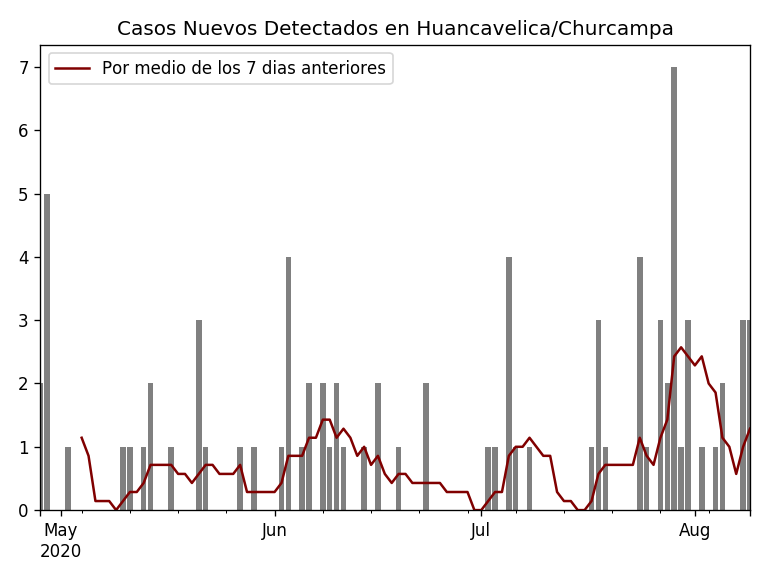 Casos Nuevos Detectados en Huancavelica/Churcampa
Por medio de los 7 dias anteriores
7
6
5
4
3
2
1
0
May
2020
Jun
Jul
Aug